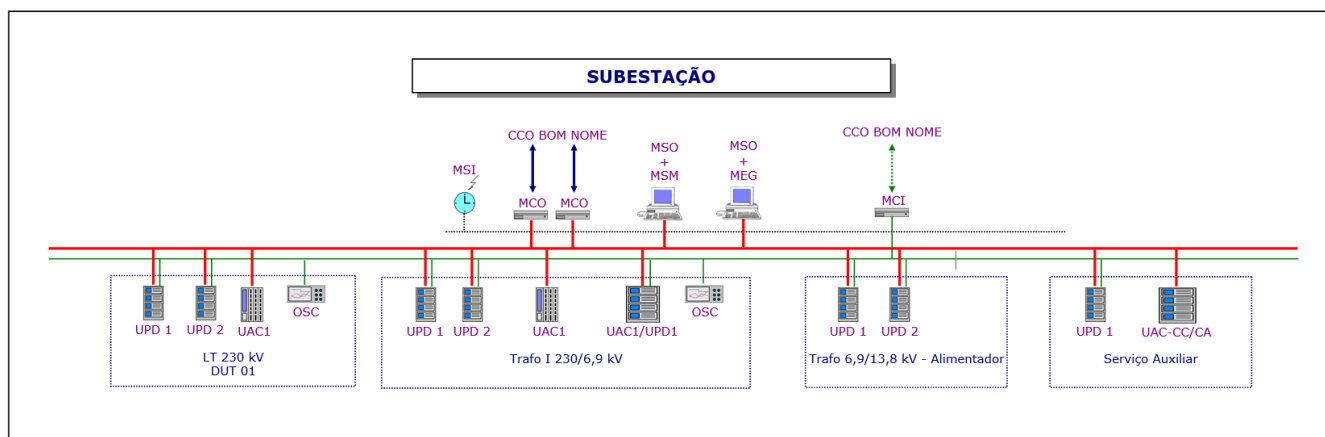 SUBESTAÇÃO
CCO BOM NOME
CCO BOM NOME
MSI
MSO
+
MSM
MSO
+
MEG
MCO
MCO
MCI
UPD 1
UPD 2
UAC1
OSC
LT 230 kV
DUT 01
UPD 1
UPD 2
UAC1
UAC1/UPD1
OSC
Trafo I 230/6,9 kV
UPD 1
UPD 2
Trafo 6,9/13,8 kV - Alimentador
UPD 1
UAC-CC/CA
Serviço Auxiliar